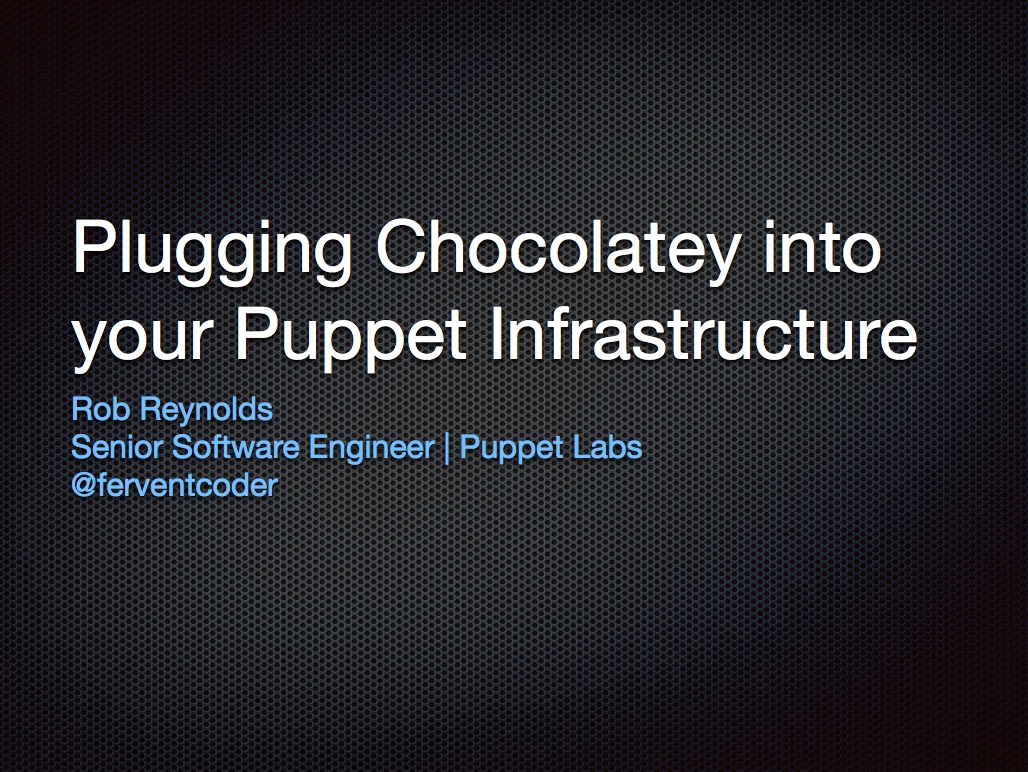 Plugging Chocolatey into
your Puppet Infrastructure
Rob Reynolds
Senior Software Engineer | Puppet Labs
@ferventcoder